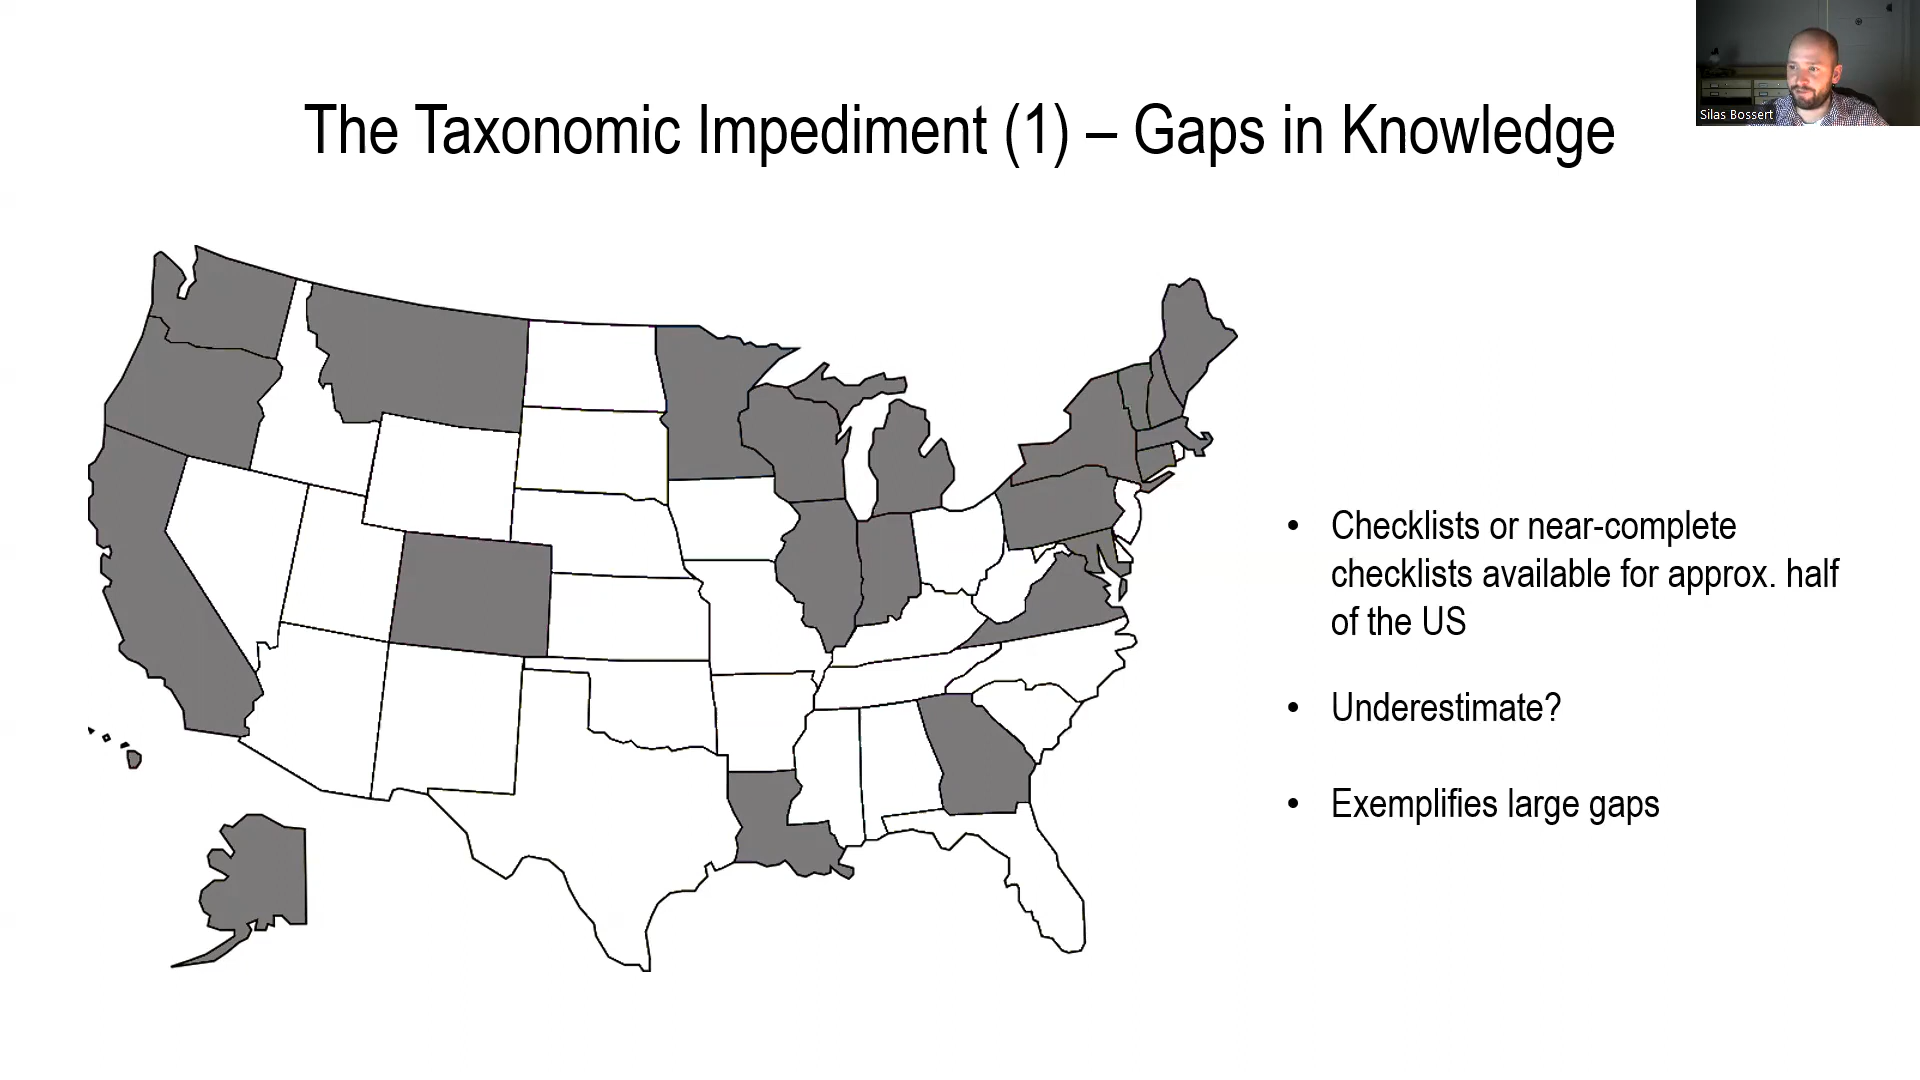 The Taxonomic Impediment (1) – Gaps in Knowledge
Silas Bossert
• Checklists or near-complete
checklists available for approx. half
of the US
• Underestimate?
• Exemplifies large gaps